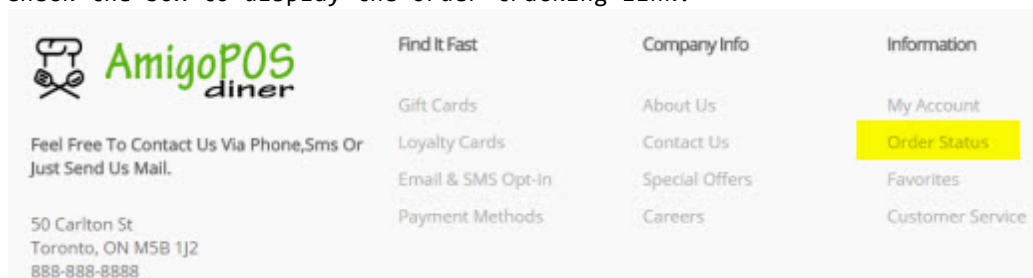 AmigoPOS
diner
Feel Free To Contact Us Via Phone,Sms Or
Just Send Us Mail.
50 Carlton St
Toronto, ON M5B 1J2
888-888-8888
Find It Fast
Gift Cards
Loyalty Cards
Email & SMS Opt-In
Payment Methods
Company Info
About Us
Contact Us
Special Offers
Careers
Information
My Account
Order Status
Favorites
Customer Service